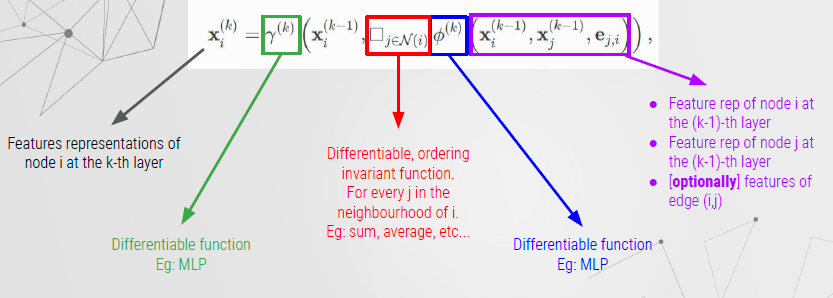 x_i^{(k)} = γ^{(k)} ( x_i^{(k-1)}, □_{j∈N(i)} φ^{(k)} ( x_i^{(k-1)}, x_j^{(k-1)}, e_{j,i} ) ) ,
Features representations of
node i at the k-th layer
Differentiable function
Eg: MLP
Differentiable, ordering
invariant function.
For every j in the
neighbourhood of i.
Eg: sum, average, etc...
Differentiable function
Eg: MLP
● Feature rep of node i at
the (k-1)-th layer
● Feature rep of node j at
the (k-1)-th layer
● [optionally] features of
edge (i,j)